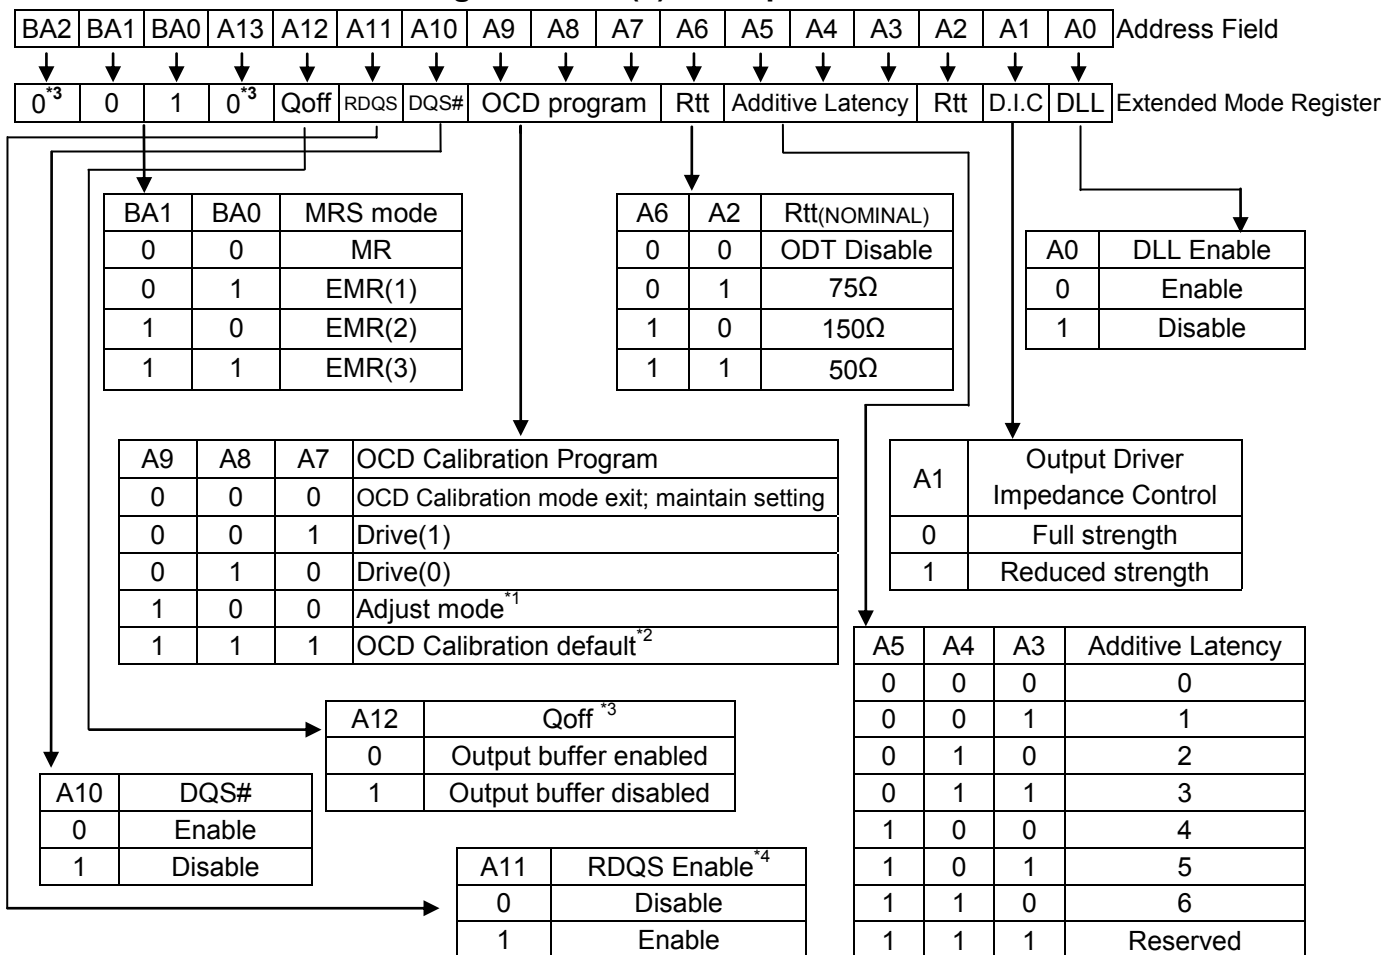 BA2 BA1 BA0 A13 A12 A11 A10 A9 A8 A7 A6 A5 A4 A3 A2 A1 A0 Address Field
0*3 0 1 0*3 Qoff RDQS DQS# OCD program Rtt Additive Latency Rtt D.I.C DLL Extended Mode Register
BA1 BA0 MRS mode
0 0 MR
0 1 EMR(1)
1 0 EMR(2)
1 1 EMR(3)
A6 A2 Rtt(NOMINAL)
0 0 ODT Disable
0 1 75Ω
1 0 150Ω
1 1 50Ω
A0 DLL Enable
0 Enable
1 Disable
A9 A8 A7 OCD Calibration Program
0 0 0 OCD Calibration mode exit; maintain setting
0 0 1 Drive(1)
0 1 0 Drive(0)
1 0 0 Adjust mode*1
1 1 1 OCD Calibration default*2
A1 Output Driver
Impedance Control
0 Full strength
1 Reduced strength
A5 A4 A3 Additive Latency
0 0 0 0
0 0 1 1
0 1 0 2
0 1 1 3
1 0 0 4
1 0 1 5
1 1 0 6
1 1 1 Reserved
A12 Qoff *3
0 Output buffer enabled
1 Output buffer disabled
A10 DQS#
0 Enable
1 Disable
A11 RDQS Enable*4
0 Disable
1 Enable